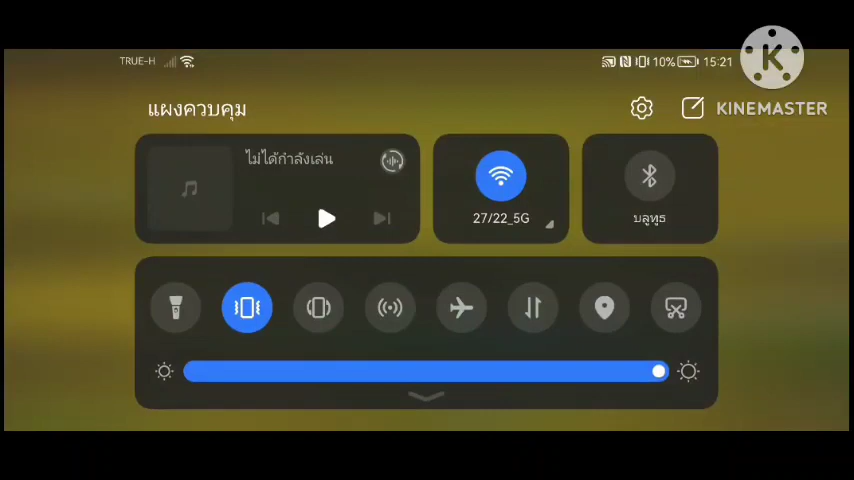 TRUE-H 10% 15:21
K
KINEMASTER
แผงควบคุม
ไม่ได้กำลังเล่น
27/22_5G
บลูทูธ